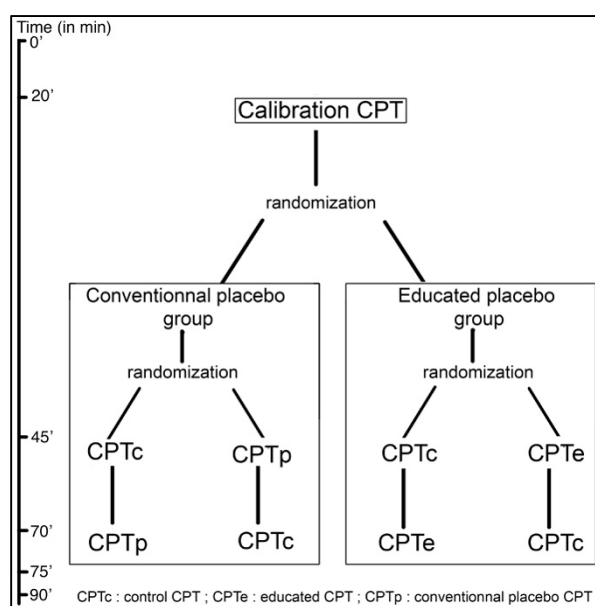 Time (in min)
0'
20'
Calibration CPT
randomization
Conventionnal placebo
group
Educated placebo
group
randomization
randomization
45'
CPTc
CPTp
CPTc
CPTe
70'
CPTp
CPTc
CPTe
CPTc
75'
90'
CPTc : control CPT ; CPTe : educated CPT ; CPTp : conventionnal placebo CPT